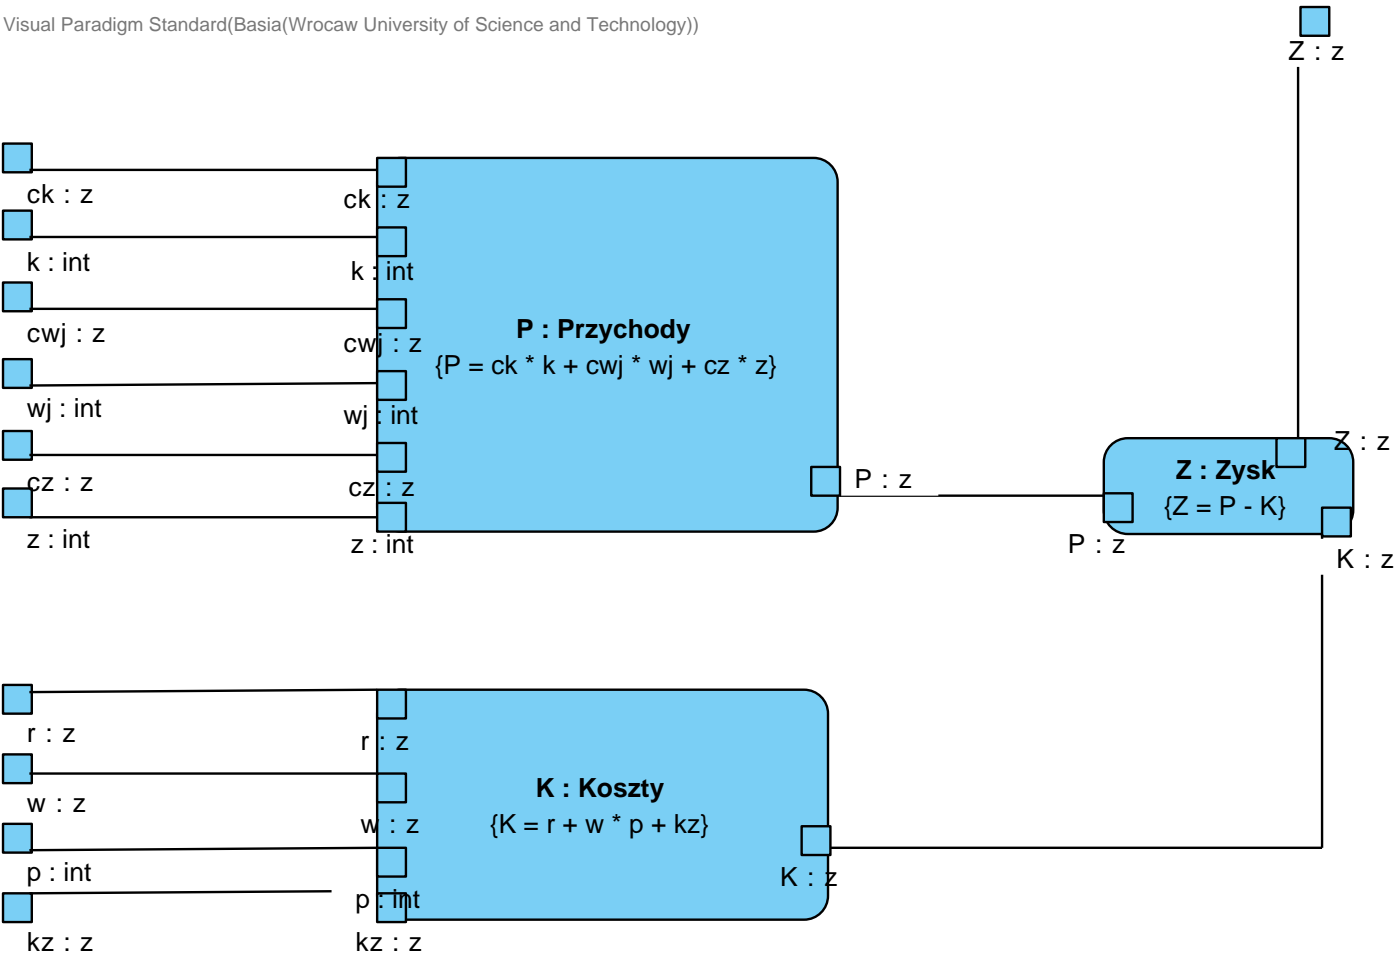 Visual Paradigm Standard(Basia(Wrocaw University of Science and Technology))
Z : z
ck : z
ck : z
k : int
k : int
cwj : z
cwj : z
P : Przychody
{P = ck * k + cwj * wj + cz * z}
wj : int
wj : int
cz : z
cz : z
P : z
z : int
z : int
Z : z
Z : Zysk
{Z = P - K}
P : z
K : z
r : z
r : z
K : Koszty
{K = r + w * p + kz}
w : z
w : z
K : z
p : int
p : int
kz : z
kz : z